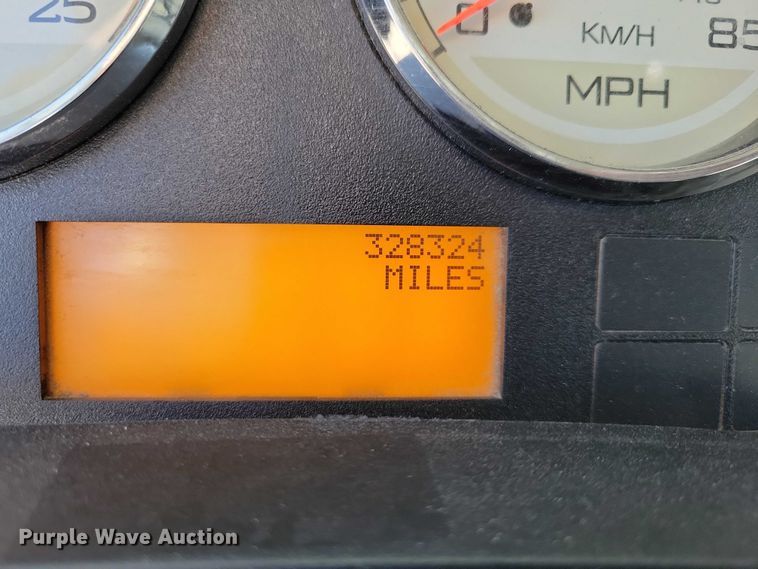 25
0
KM/H
85
MPH
328324
MILES
Purple Wave Auction